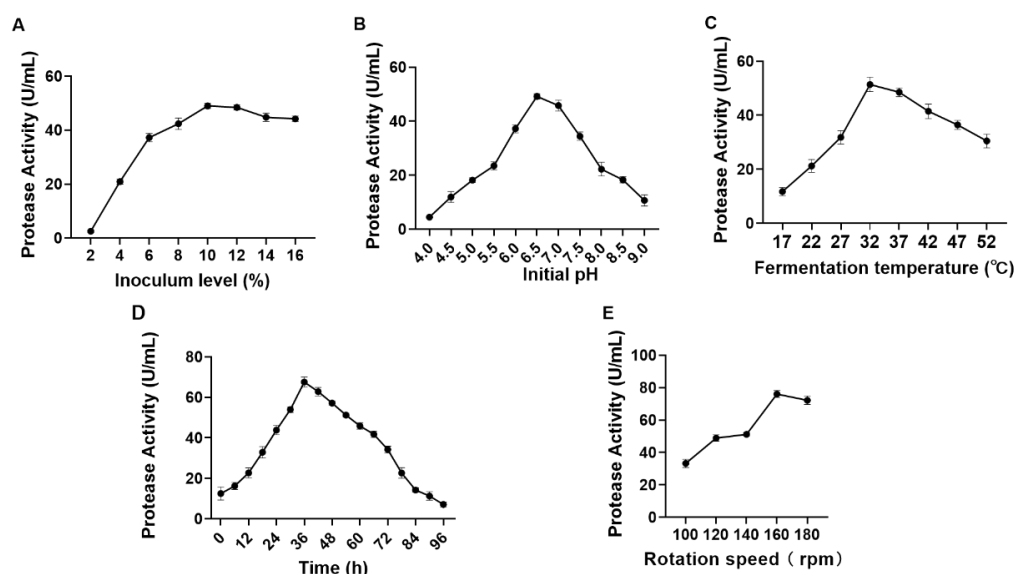 A
Protease Activity (U/mL)
60
40
20
0
2 4 6 8 10 12 14 16
Inoculum level (%)
B
Protease Activity (U/mL)
60
40
20
0
4.0 4.5 5.0 5.5 6.0 6.5 7.0 7.5 8.0 8.5 9.0
Initial pH
C
Protease Activity (U/mL)
60
40
20
0
17 22 27 32 37 42 47 52
Fermentation temperature (℃)
D
Protease Activity (U/mL)
80
60
40
20
0
0 12 24 36 48 60 72 84 96
Time (h)
E
Protease Activity (U/mL)
100
80
60
40
20
0
100 120 140 160 180
Rotation speed（ rpm）